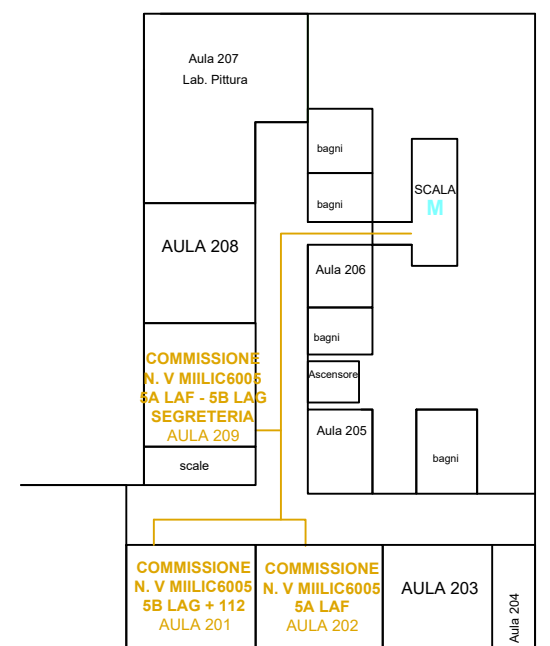 Aula 207
Lab. Pittura
bagni
bagni
SCALA
M
AULA 208
Aula 206
bagni
COMMISSIONE
N. V MIILIC6005
5A LAF - 5B LAG
SEGRETERIA
AULA 209
Ascensore
Aula 205
scale
bagni
COMMISSIONE
N. V MIILIC6005
5B LAG + 112
AULA 201
COMMISSIONE
N. V MIILIC6005
5A LAF
AULA 202
AULA 203
Aula 204